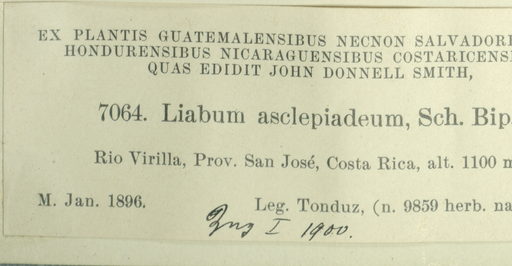 EX PLANTIS GUATEMALENSIBUS NECNON SALVADORE
HONDURENSIBUS NICARAGUENSIBUS COSTARICENSI
QUAS EDIDIT JOHN DONNELL SMITH,
7064. Liabum asclepiadeum, Sch. Bip.
Rio Virilla, Prov. San José, Costa Rica, alt. 1100 m
M. Jan. 1896. Leg. Tonduz, (n. 9859 herb. na
I 1900.